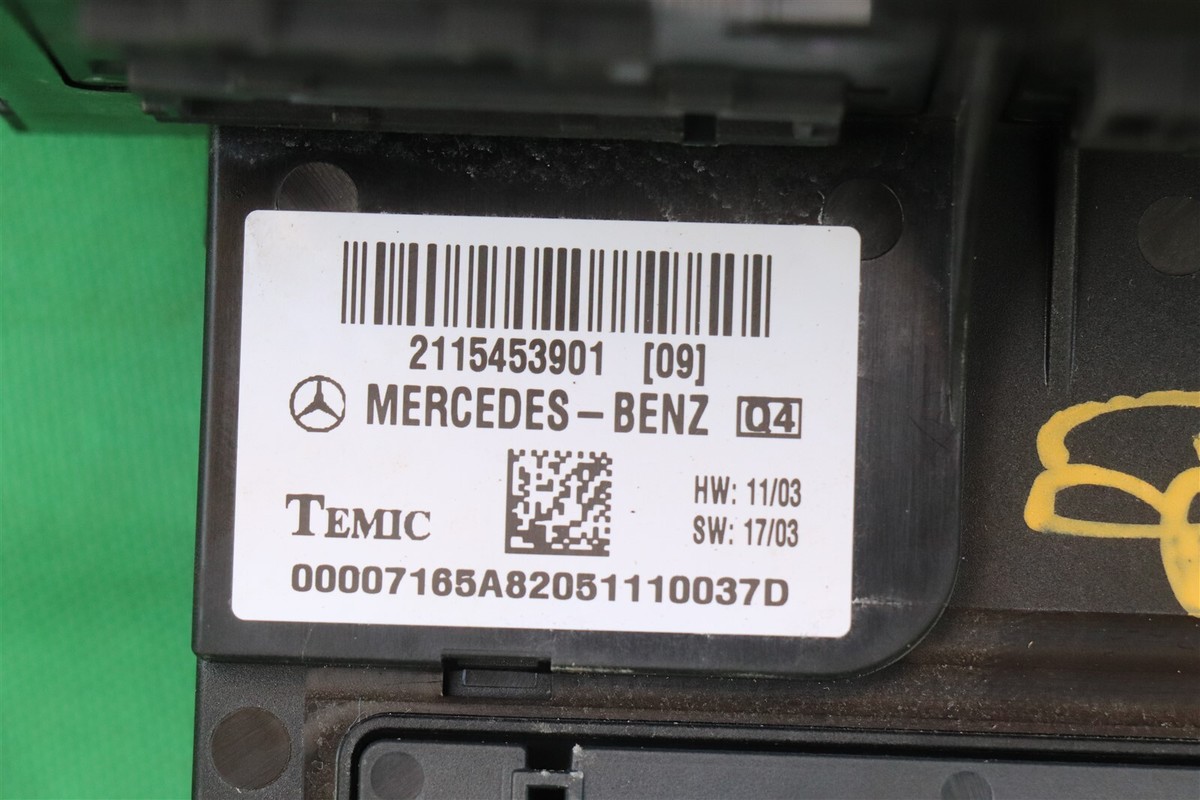 2115453901 [09]
MERCEDES-BENZ Q4
TEMIC
HW: 11/03
SW: 17/03
00007165A82051110037D